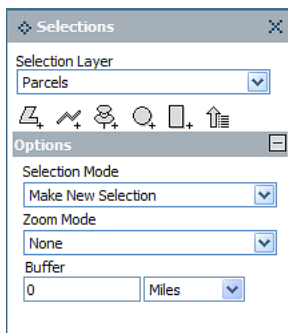 Selections
Selection Layer
Parcels
Options
Selection Mode
Make New Selection
Zoom Mode
None
Buffer
0 Miles